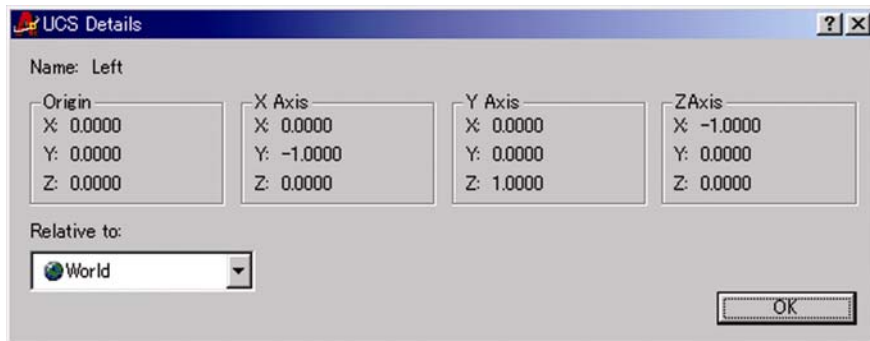 UCS Details
Name: Left
Origin
X: 0.0000
Y: 0.0000
Z: 0.0000
X Axis
X: 0.0000
Y: -1.0000
Z: 0.0000
Y Axis
X: 0.0000
Y: 0.0000
Z: 1.0000
ZAxis
X: -1.0000
Y: 0.0000
Z: 0.0000
Relative to:
World
OK